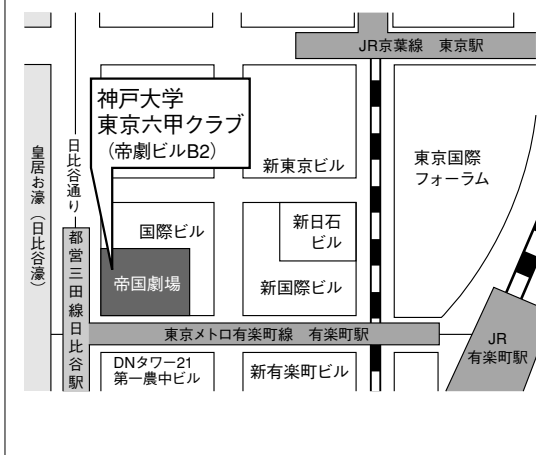 JR京葉線　東京駅
神戸大学
東京六甲クラブ
（帝劇ビルB2）
皇居お濠（日比谷濠）
日比谷通り
新東京ビル
東京国際
フォーラム
国際ビル
新日石
ビル
都営三田線日比谷駅
帝国劇場
新国際ビル
東京メトロ有楽町線　有楽町駅
JR
有楽町駅
DNタワー21
第一農中ビル
新有楽町ビル